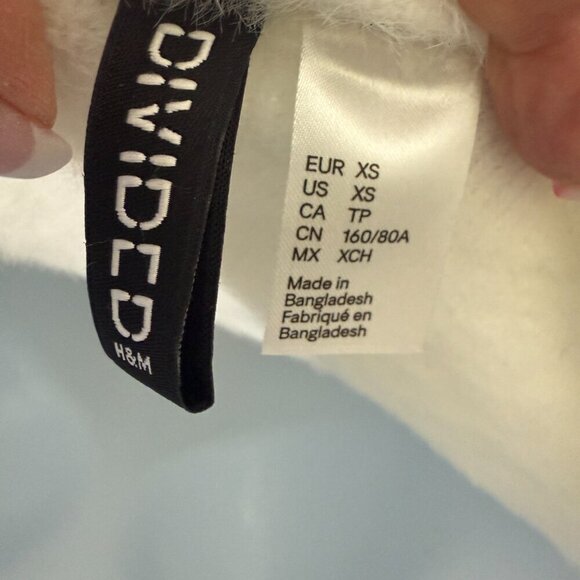 DIVIDED
H&M
EUR XS
US XS
CA TP
CN 160/80A
MX XCH
Made in
Bangladesh
Fabriqué en
Bangladesh